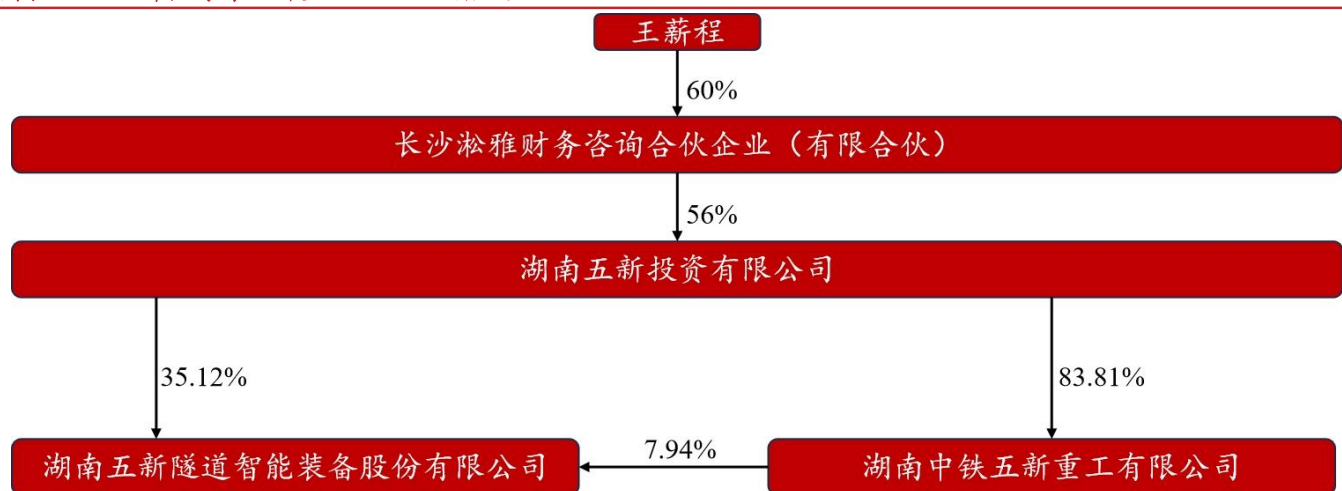 王薪程
60%
长沙淞雅财务咨询合伙企业（有限合伙）
56%
湖南五新投资有限公司
35.12%
83.81%
湖南五新隧道智能装备股份有限公司
7.94%
湖南中铁五新重工有限公司